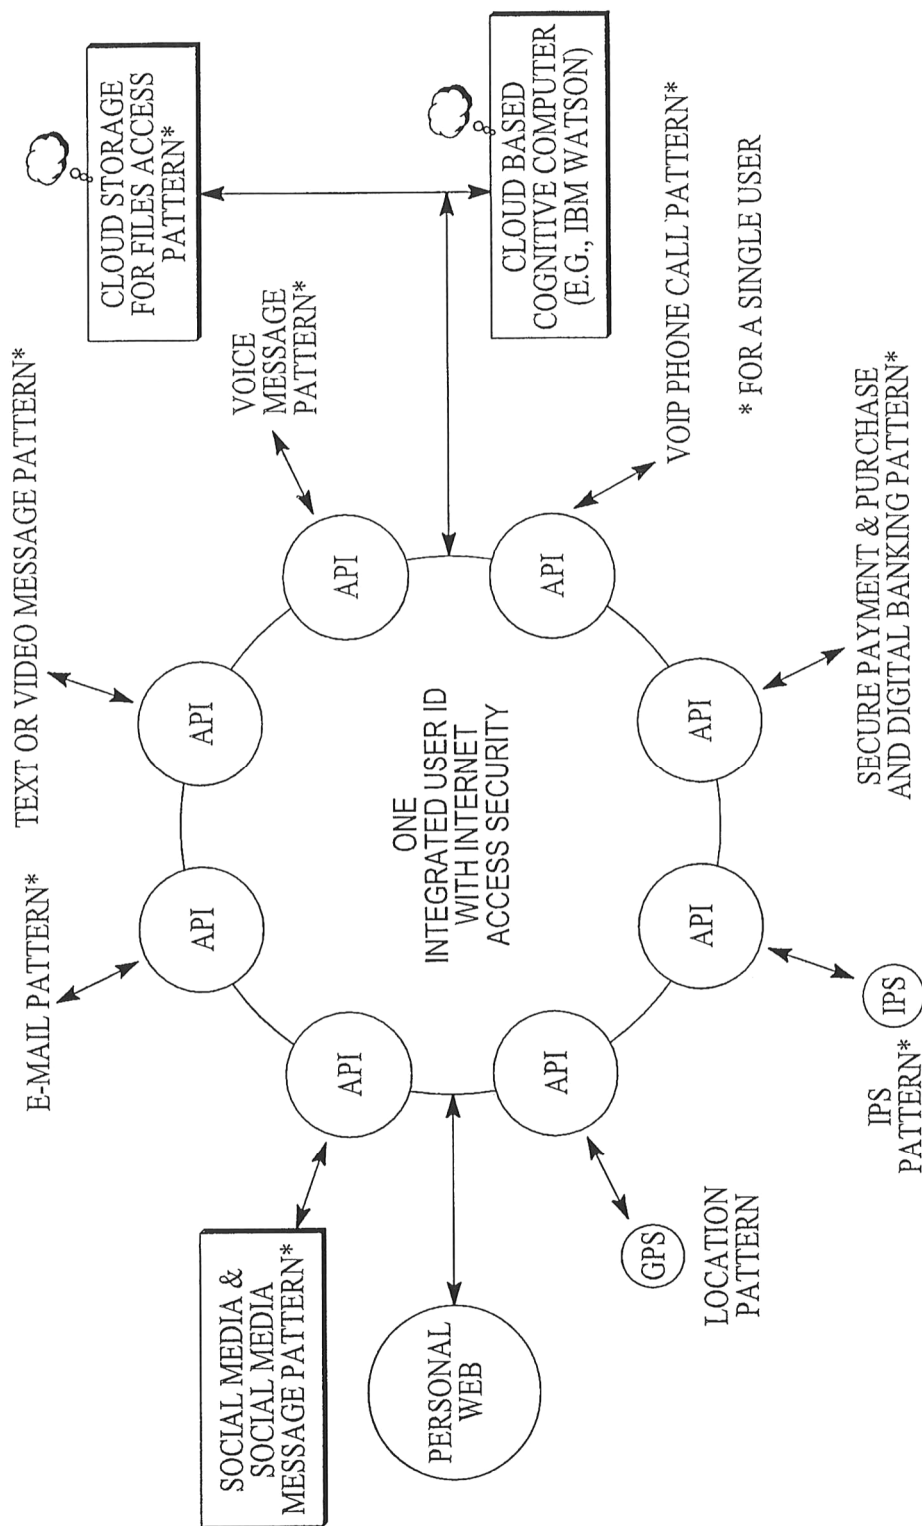 TEXT OR VIDEO MESSAGE PATTERN*
E-MAIL PATTERN*
CLOUD STORAGE
FOR FILES ACCESS
PATTERN*
VOICE
MESSAGE
PATTERN*
SOCIAL MEDIA &
SOCIAL MEDIA
MESSAGE PATTERN*
API
API
API
API
ONE
INTEGRATED USER ID
WITH INTERNET
ACCESS SECURITY
PERSONAL
WEB
CLOUD BASED
COGNITIVE COMPUTER
(E.G., IBM WATSON)
API
API
API
API
GPS
LOCATION
PATTERN
VOIP PHONE CALL PATTERN*
* FOR A SINGLE USER
IPS
IPS
PATTERN*
SECURE PAYMENT & PURCHASE
AND DIGITAL BANKING PATTERN*